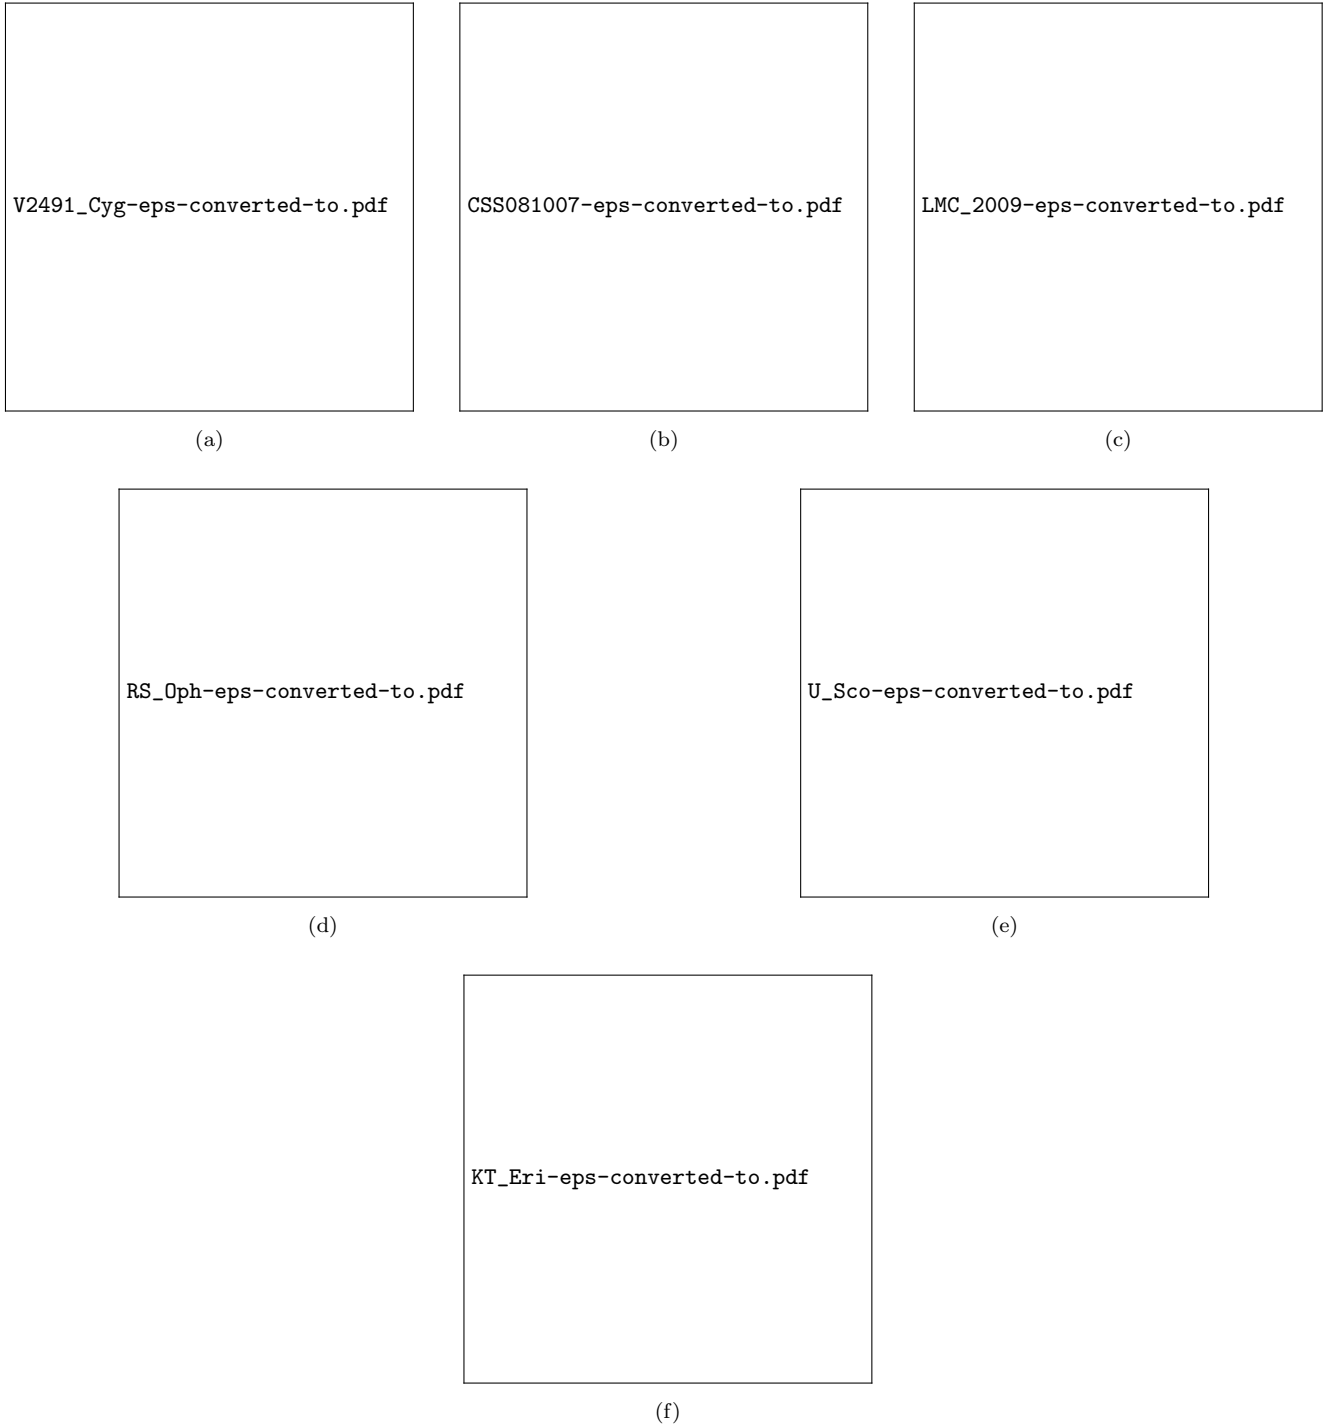 V2491_Cyg-eps-converted-to.pdf
CSS081007-eps-converted-to.pdf
LMC_2009-eps-converted-to.pdf
(a)
(b)
(c)
RS_Oph-eps-converted-to.pdf
U_Sco-eps-converted-to.pdf
(d)
(e)
KT_Eri-eps-converted-to.pdf
(f)